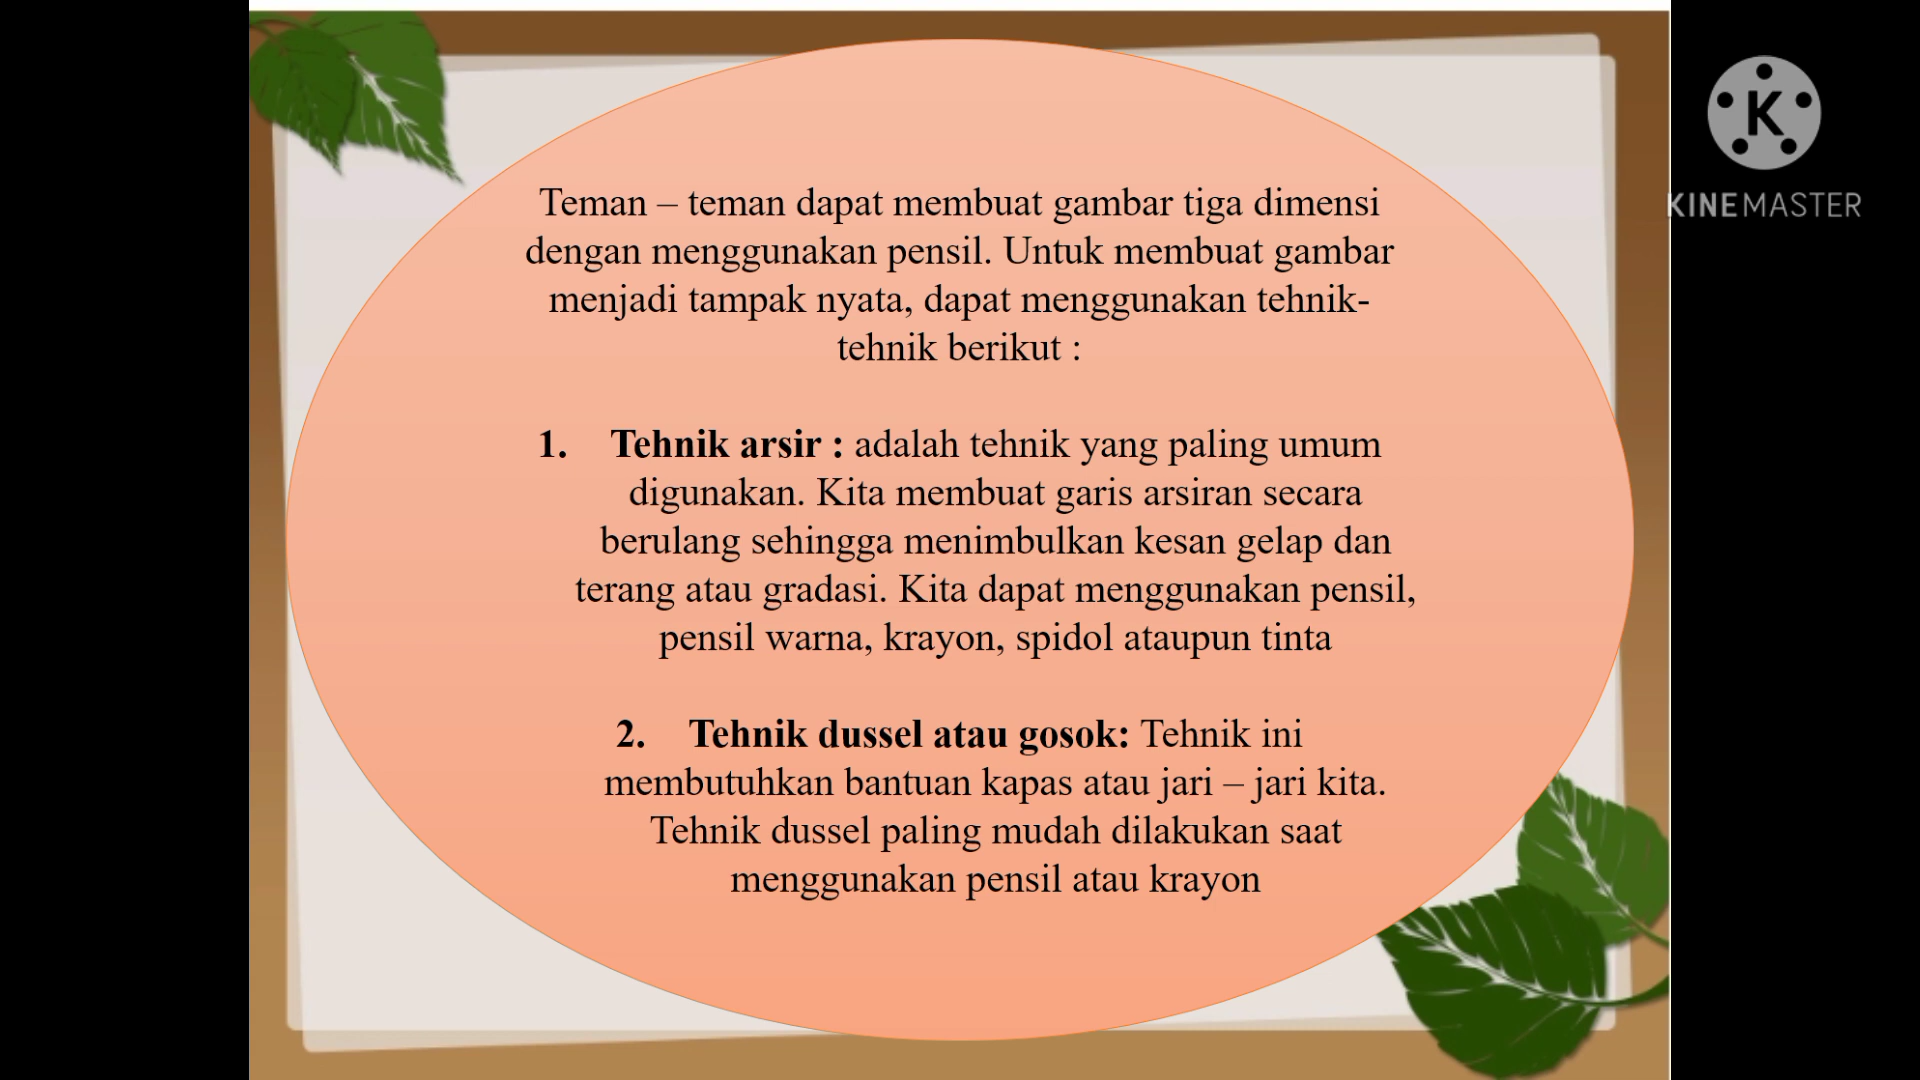 Teman – teman dapat membuat gambar tiga dimensi
dengan menggunakan pensil. Untuk membuat gambar
menjadi tampak nyata, dapat menggunakan tehnik-
tehnik berikut :
1. Tehnik arsir : adalah tehnik yang paling umum
digunakan. Kita membuat garis arsiran secara
berulang sehingga menimbulkan kesan gelap dan
terang atau gradasi. Kita dapat menggunakan pensil,
pensil warna, krayon, spidol ataupun tinta
2. Tehnik dussel atau gosok: Tehnik ini
membutuhkan bantuan kapas atau jari – jari kita.
Tehnik dussel paling mudah dilakukan saat
menggunakan pensil atau krayon
K
KINEMASTER